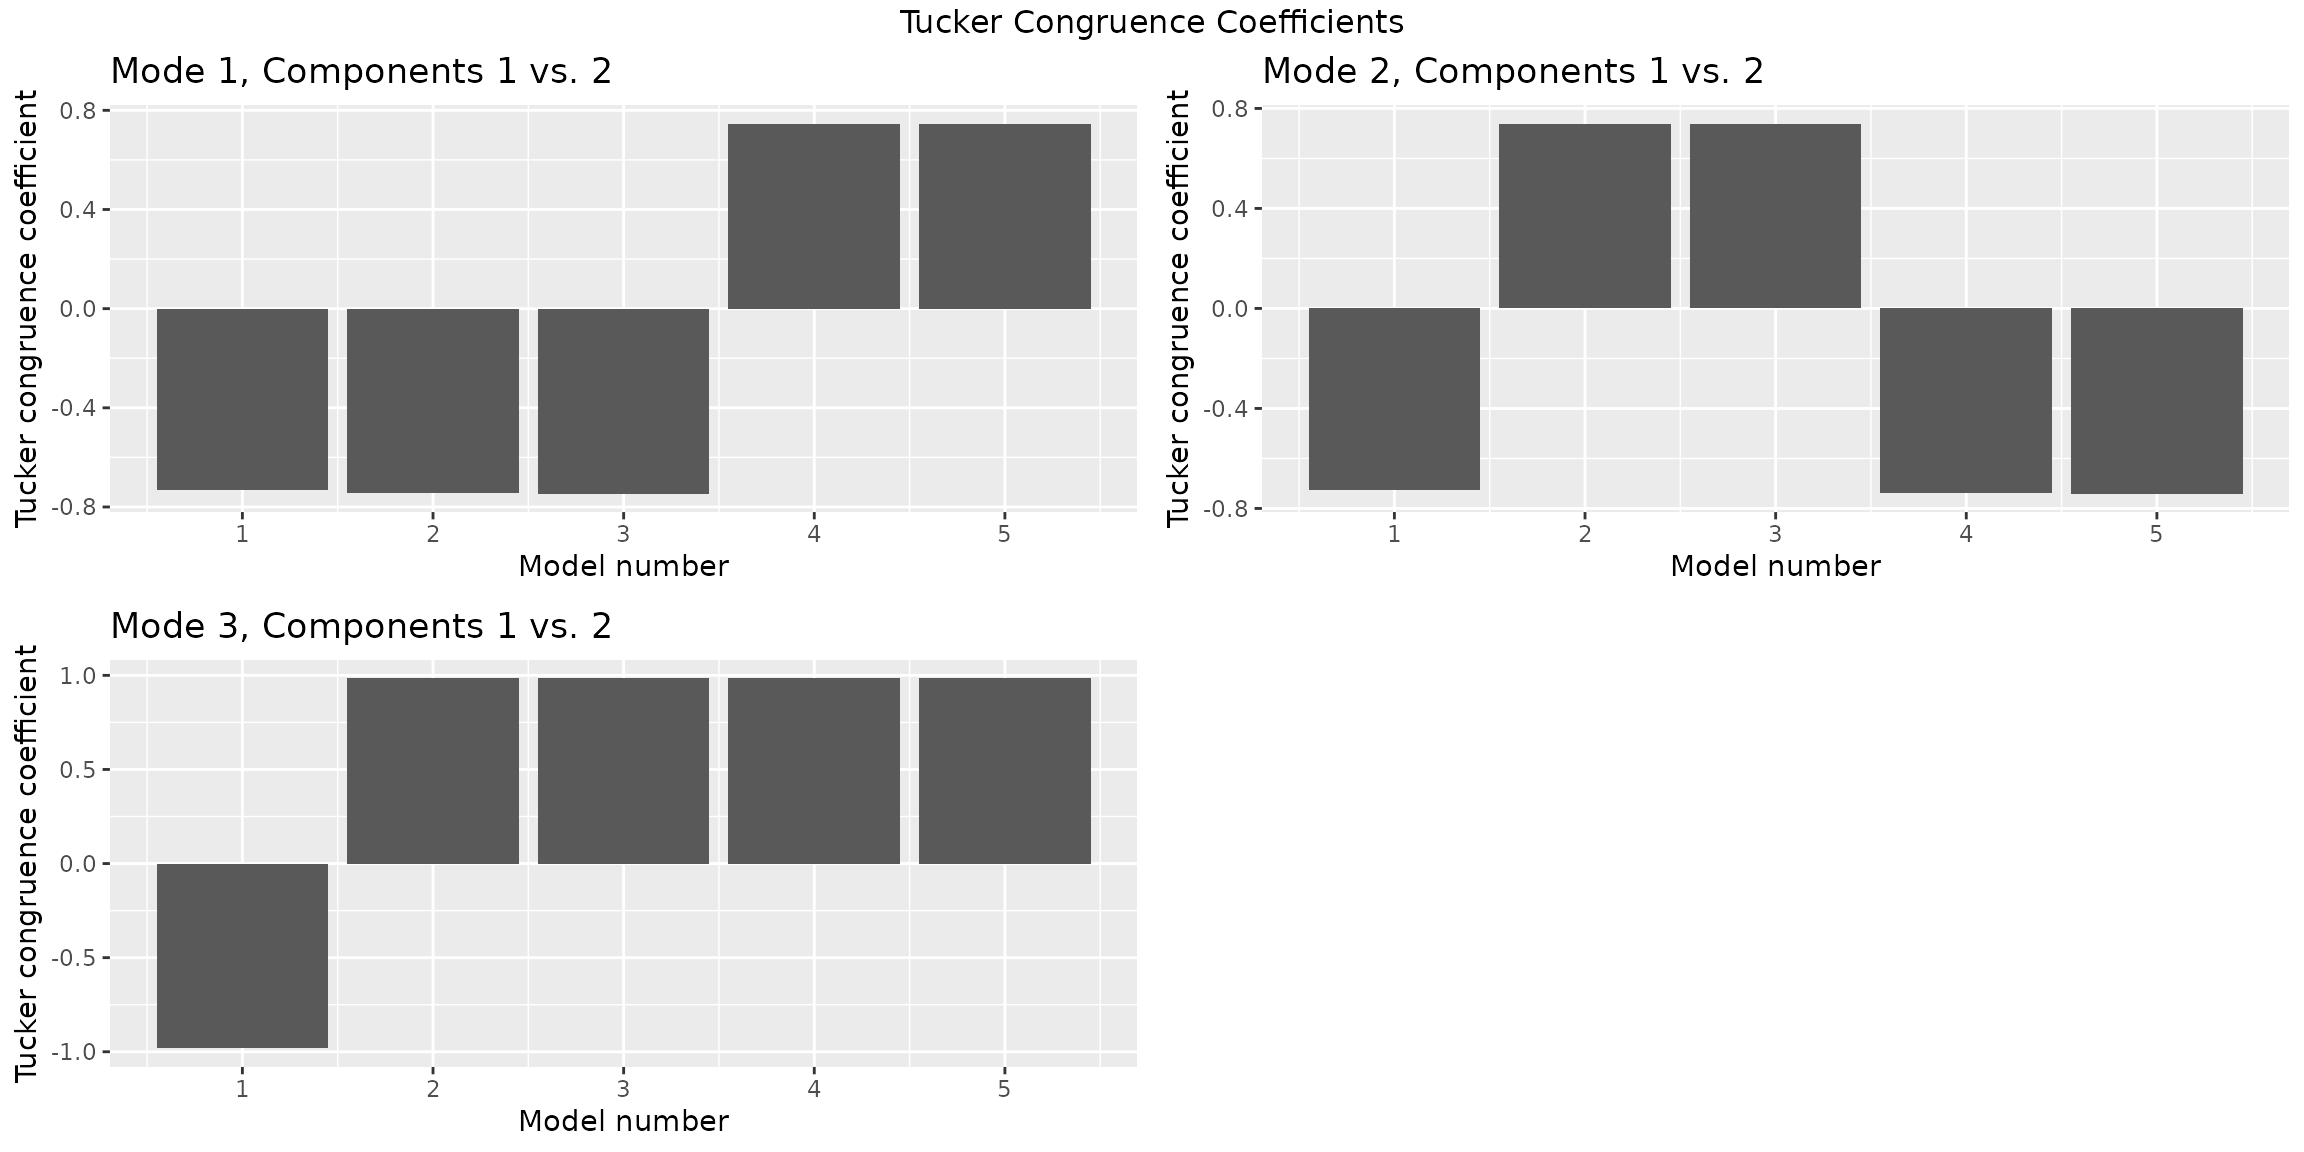 Tucker Congruence Coefficients
Mode 1, Components 1 vs. 2
Tucker congruence coefficient
0.8
0.4
0.0
-0.4
-0.8
1 2 3 4 5
Model number
Mode 2, Components 1 vs. 2
Tucker congruence coefficient
0.8
0.4
0.0
-0.4
-0.8
1 2 3 4 5
Model number
Mode 3, Components 1 vs. 2
Tucker congruence coefficient
1.0
0.5
0.0
-0.5
-1.0
1 2 3 4 5
Model number